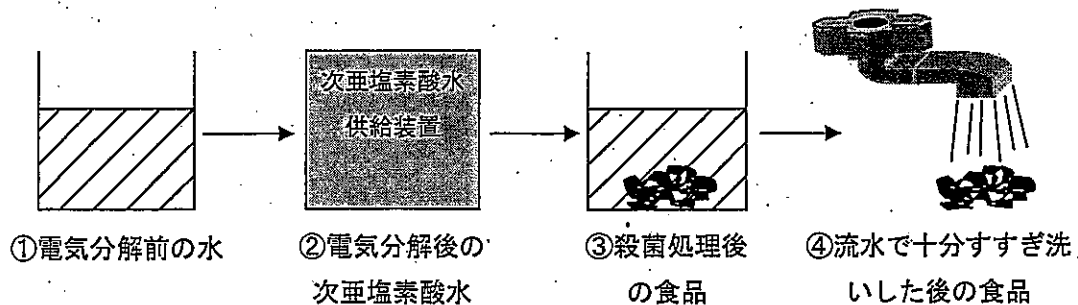 次亜塩素酸水
供給装置
①電気分解前の水
②電気分解後の
次亜塩素酸水
③殺菌処理後
の食品
④流水で十分すすぎ洗
いした後の食品